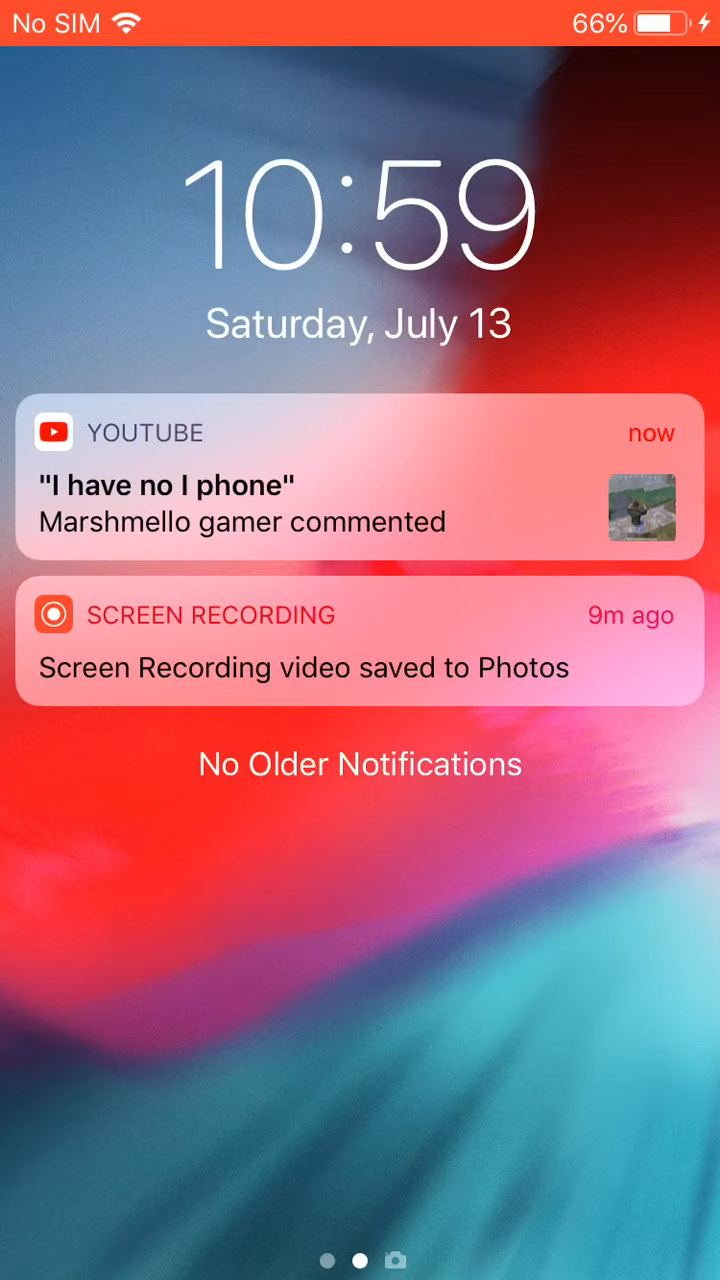 No SIM 66%
10:59
Saturday, July 13
YOUTUBE now
"I have no I phone"
Marshmello gamer commented
SCREEN RECORDING 9m ago
Screen Recording video saved to Photos
No Older Notifications